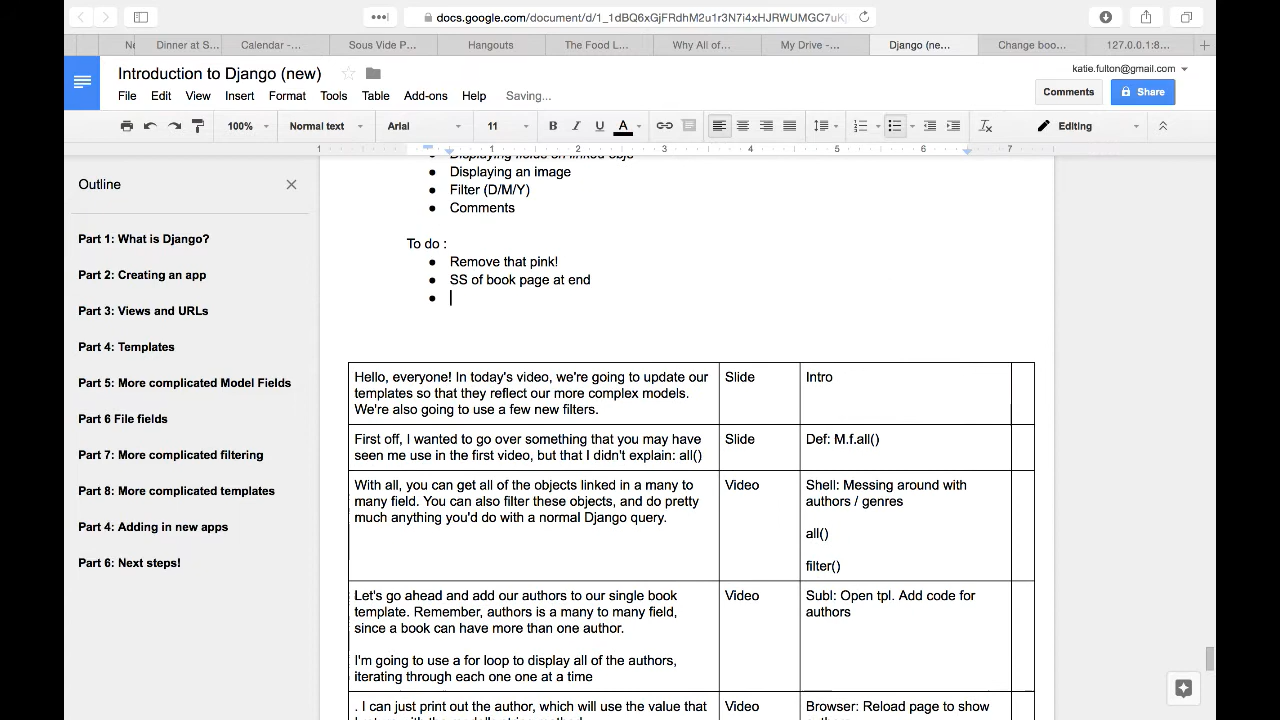 docs.google.com/document/d/1_1dBQ6xGjFRdhM2u1r3N7i4xHJRWUMGC7uKj
Dinner at S...
Calendar -...
Sous Vide P...
Hangouts
The Food L...
Why All of...
My Drive -...
Django (ne...
Change boo...
127.0.0.1:8...
Introduction to Django (new)
katie.fulton@gmail.com
File Edit View Insert Format Tools Table Add-ons Help Saving...
Comments
Share
100% Normal text Arial 11 B I U A Editing
1 1 2 3 4 5 6 7
Outline
Part 1: What is Django?
Part 2: Creating an app
Part 3: Views and URLs
Part 4: Templates
Part 5: More complicated Model Fields
Part 6 File fields
Part 7: More complicated filtering
Part 8: More complicated templates
Part 4: Adding in new apps
Part 6: Next steps!
Displaying fields on linked objs
● Displaying an image
● Filter (D/M/Y)
● Comments
To do :
● Remove that pink!
● SS of book page at end
●
Hello, everyone! In today's video, we're going to update our
templates so that they reflect our more complex models.
We're also going to use a few new filters.
Slide
Intro
First off, I wanted to go over something that you may have
seen me use in the first video, but that I didn't explain: all()
Slide
Def: M.f.all()
With all, you can get all of the objects linked in a many to
many field. You can also filter these objects, and do pretty
much anything you'd do with a normal Django query.
Video
Shell: Messing around with
authors / genres
all()
filter()
Let's go ahead and add our authors to our single book
template. Remember, authors is a many to many field,
since a book can have more than one author.
I'm going to use a for loop to display all of the authors,
iterating through each one one at a time
Video
Subl: Open tpl. Add code for
authors
. I can just print out the author, which will use the value that
Video
Browser: Reload page to show